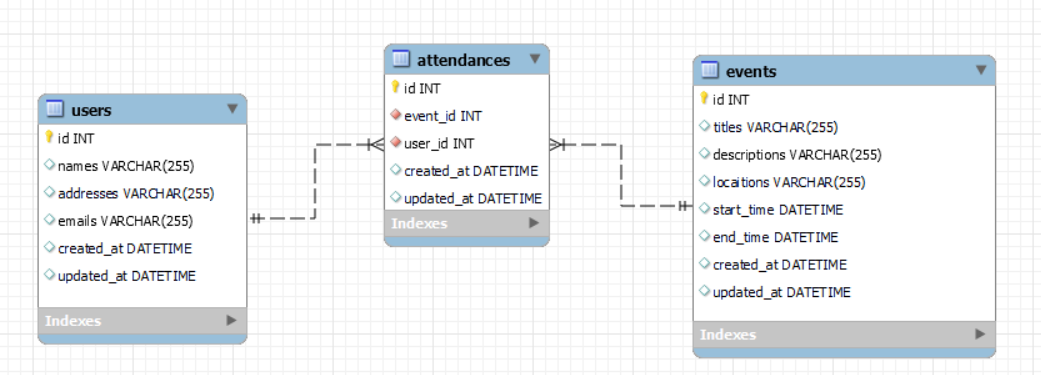 users
id INT
names VARCHAR(255)
addresses VARCHAR(255)
emails VARCHAR(255)
created_at DATETIME
updated_at DATETIME
Indexes
attendances
id INT
event_id INT
user_id INT
created_at DATETIME
updated_at DATETIME
Indexes
events
id INT
titles VARCHAR(255)
descriptions VARCHAR(255)
locaitions VARCHAR(255)
start_time DATETIME
end_time DATETIME
created_at DATETIME
updated_at DATETIME
Indexes